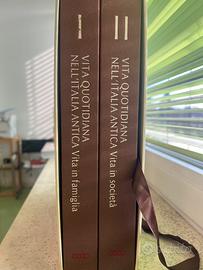 VITA QUOTIDIANA
NELL'ITALIA ANTICA Vita in famiglia
II
VITA QUOTIDIANA
NELL'ITALIA ANTICA Vita in società